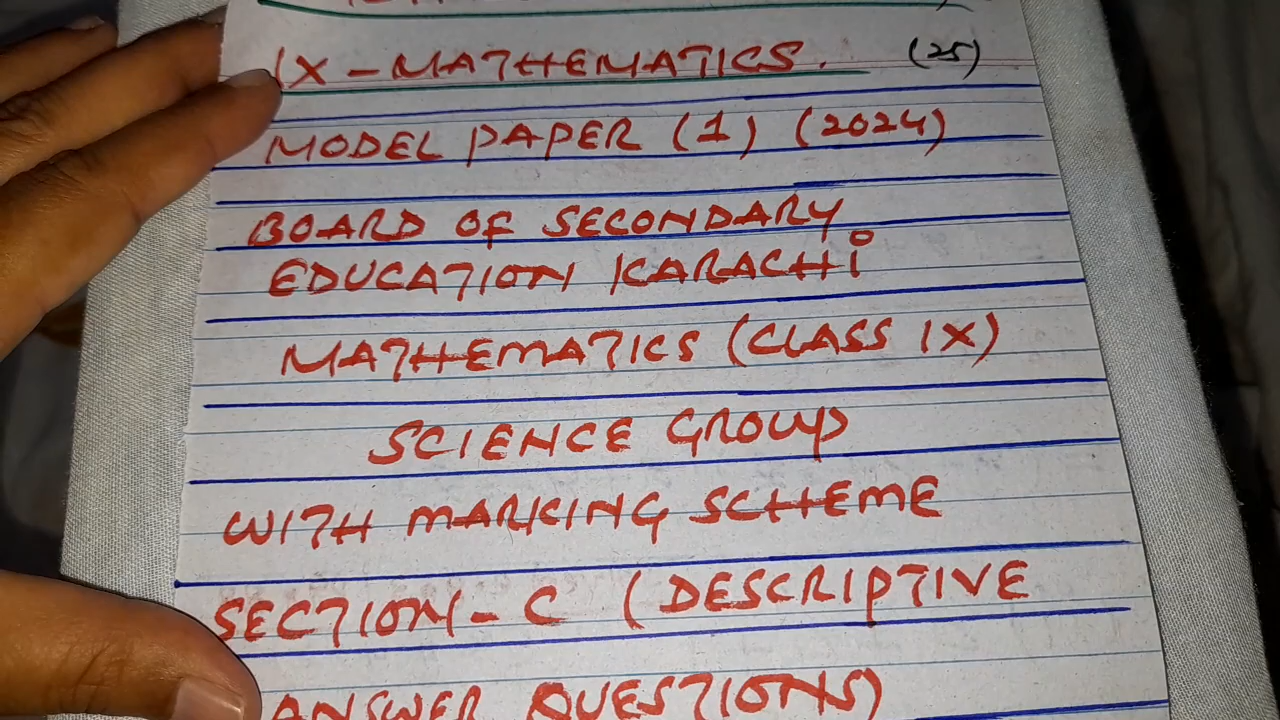 IX - MATHEMATICS. (25)
MODEL PAPER (1) (2024)
BOARD OF SECONDARY
EDUCATION KARACHI
MATHEMATICS (CLASS IX)
SCIENCE GROUP
WITH MARKING SCHEME
SECTION - C (DESCRIPTIVE
ANSWER QUESTIONS)